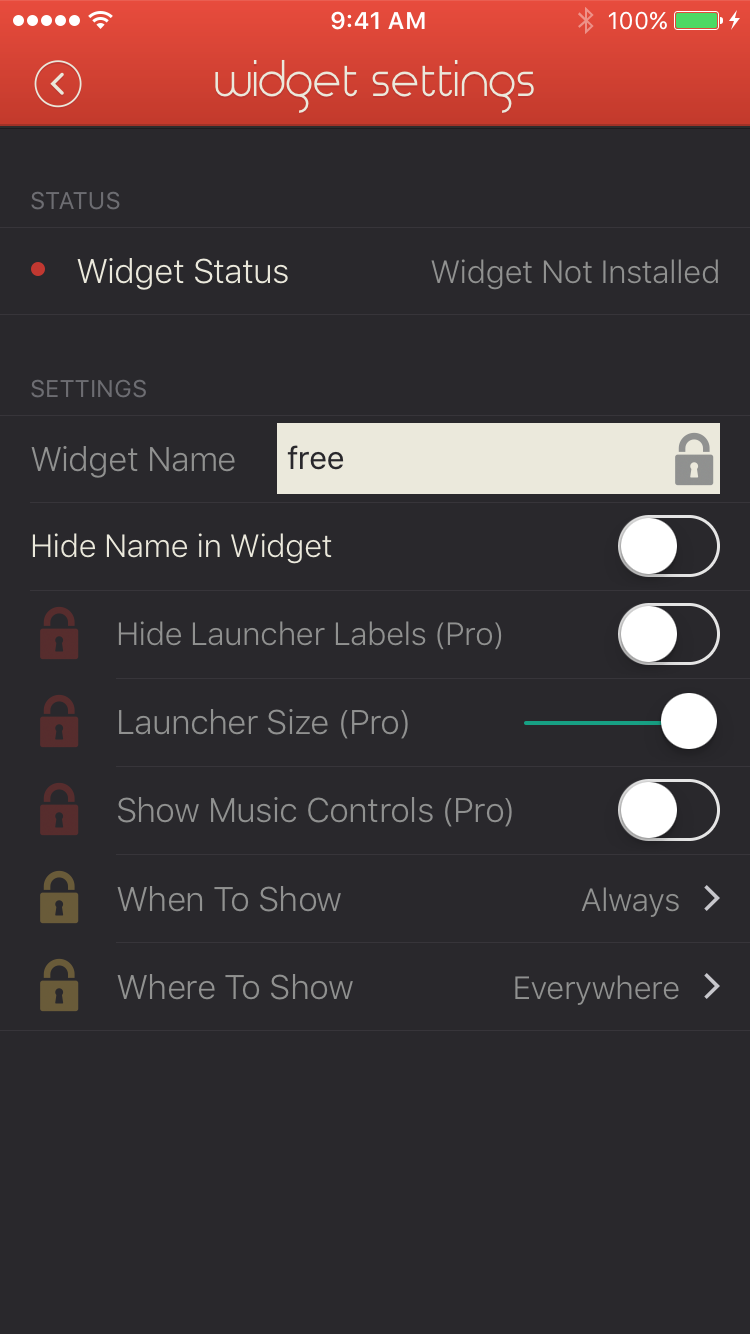 9:41 AM 100%
widget settings
STATUS
Widget Status Widget Not Installed
SETTINGS
Widget Name free
Hide Name in Widget
Hide Launcher Labels (Pro)
Launcher Size (Pro)
Show Music Controls (Pro)
When To Show Always
Where To Show Everywhere